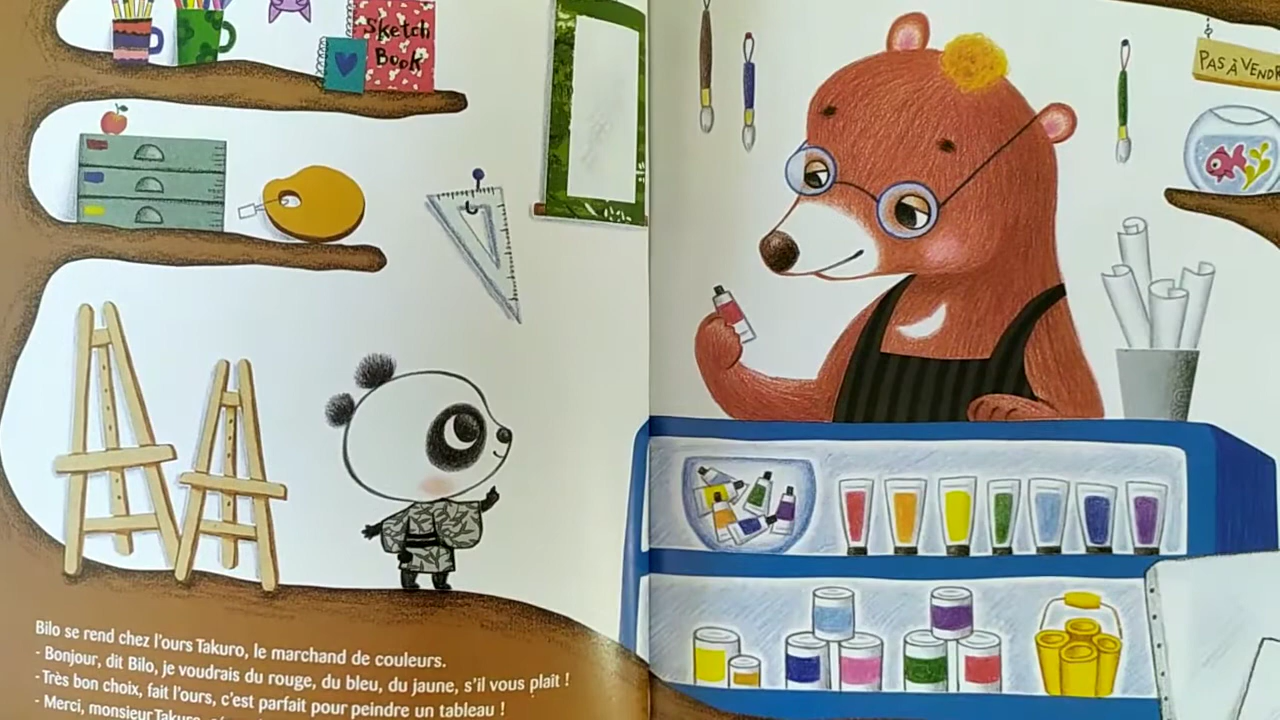 Sketch
Book
PAS À VENDR
Bilo se rend chez l'ours Takuro, le marchand de couleurs.
- Bonjour, dit Bilo, je voudrais du rouge, du bleu, du jaune, s'il vous plaît !
- Très bon choix, fait l'ours, c'est parfait pour peindre un tableau !
- Merci, monsieur